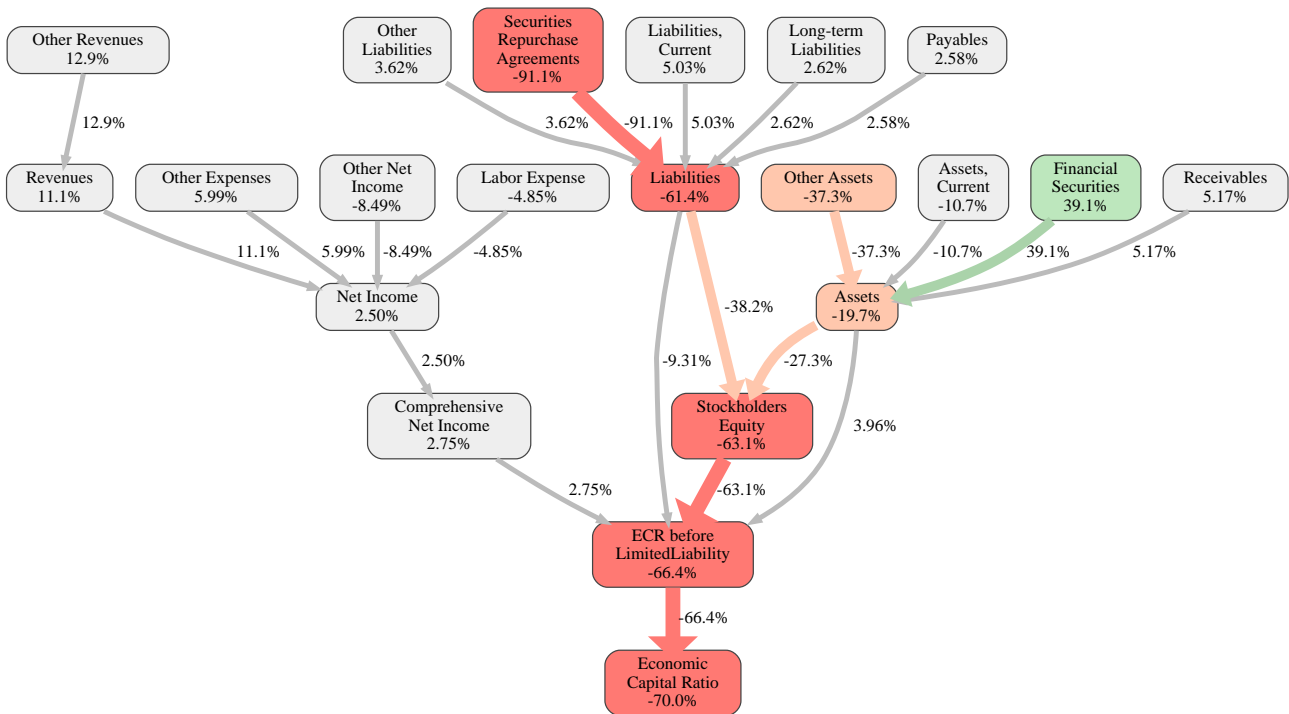 Other Revenues
12.9%
Other
Liabilities
3.62%
Securities
Repurchase
Agreements
-91.1%
Liabilities,
Current
5.03%
Long-term
Liabilities
2.62%
Payables
2.58%
12.9%
3.62%
-91.1%
5.03%
2.62%
2.58%
Revenues
11.1%
Other Expenses
5.99%
Other Net
Income
-8.49%
Labor Expense
-4.85%
Liabilities
-61.4%
Other Assets
-37.3%
Assets,
Current
-10.7%
Financial
Securities
39.1%
Receivables
5.17%
11.1%
5.99%
-8.49%
-4.85%
-37.3%
-10.7%
39.1%
5.17%
Net Income
2.50%
Assets
-19.7%
-38.2%
2.50%
-9.31%
-27.3%
Comprehensive
Net Income
2.75%
Stockholders
Equity
-63.1%
3.96%
2.75%
-63.1%
ECR before
LimitedLiability
-66.4%
-66.4%
Economic
Capital Ratio
-70.0%